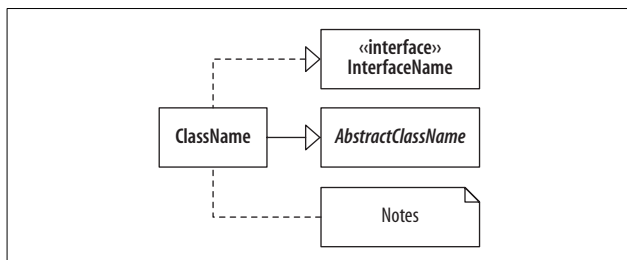 ‹‹interface››
InterfaceName
ClassName
AbstractClassName
Notes